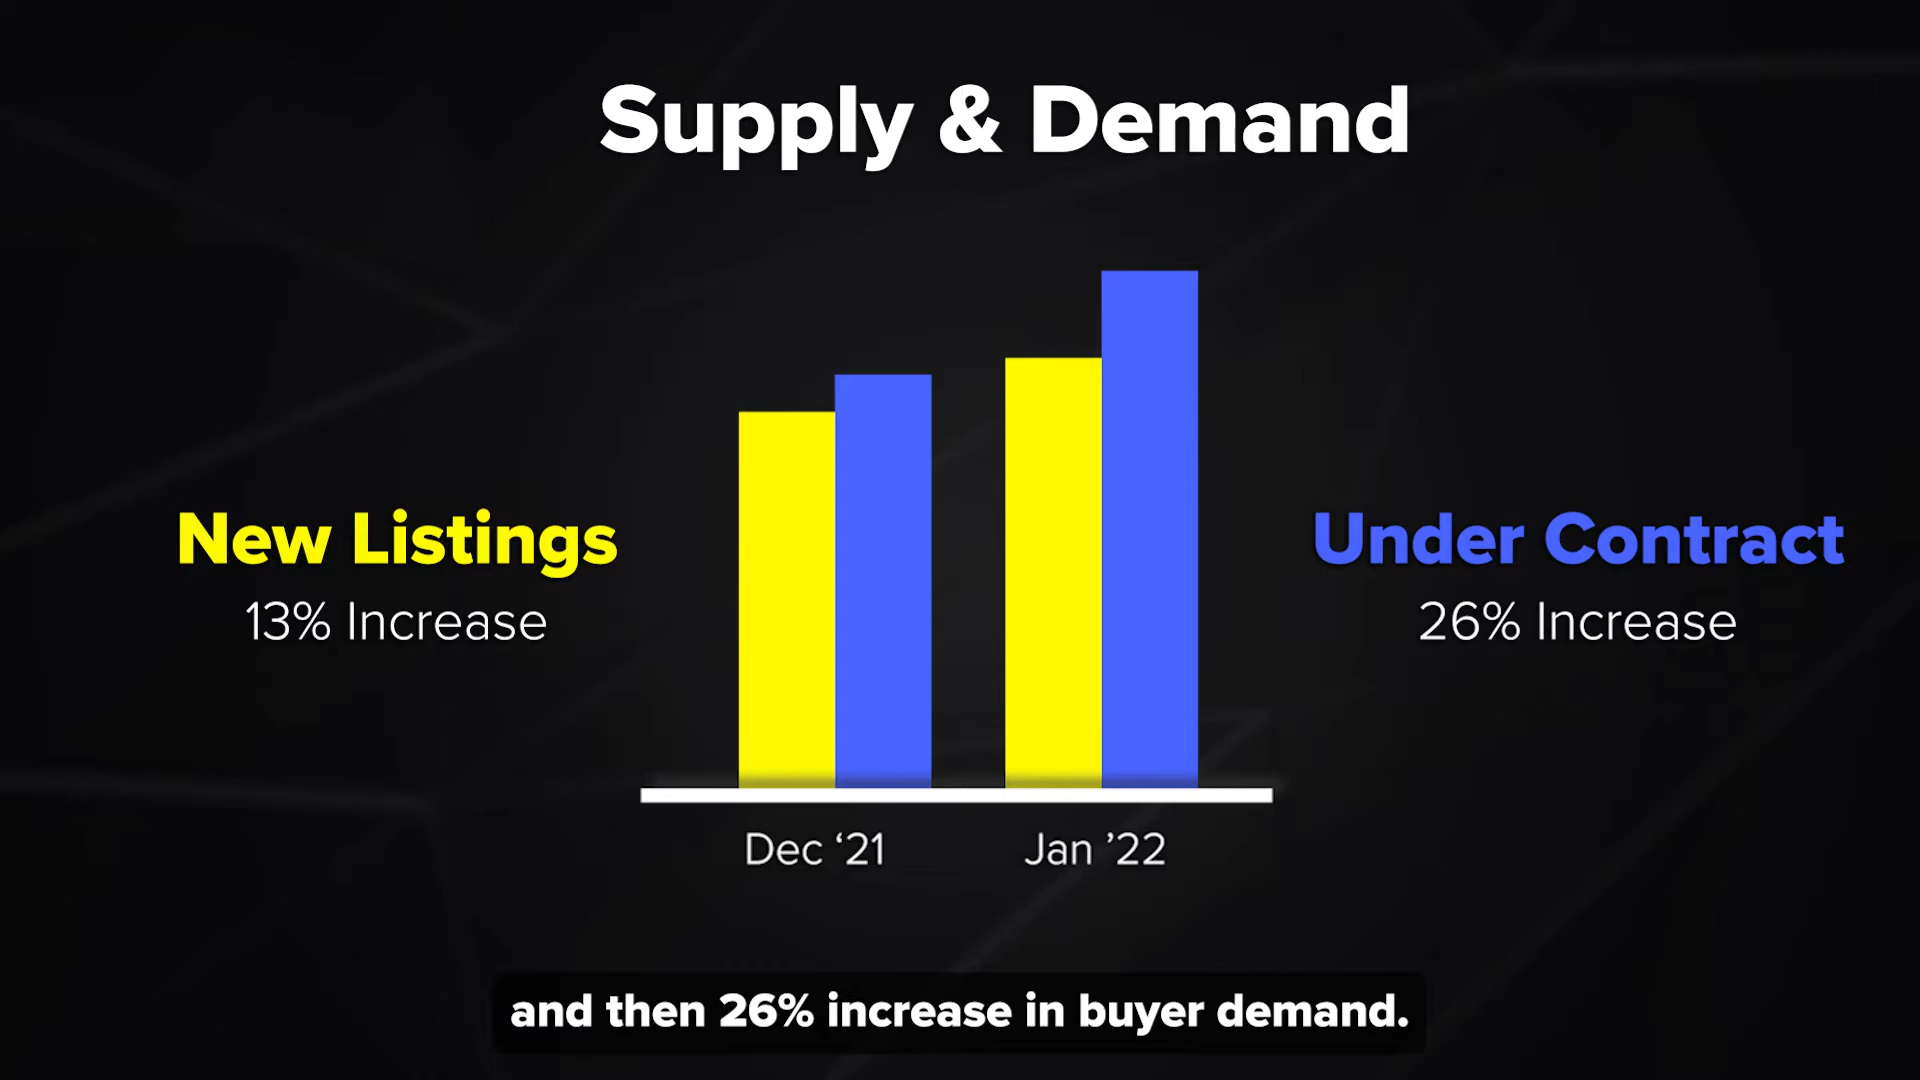 Supply & Demand
New Listings
13% Increase
Under Contract
26% Increase
Dec ‘21
Jan ’22
and then 26% increase in buyer demand.